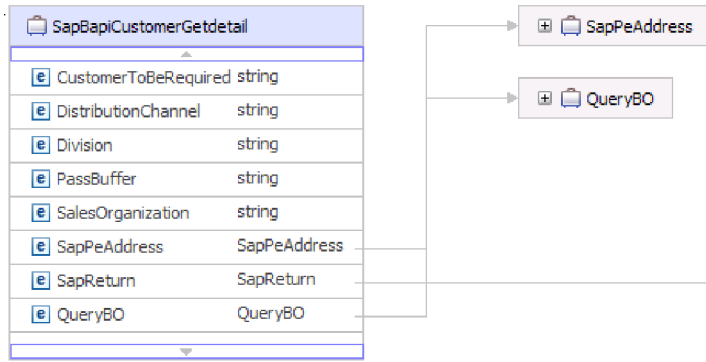 SapBapiCustomerGetdetail
CustomerToBeRequired string
DistributionChannel string
Division string
PassBuffer string
SalesOrganization string
SapPeAddress SapPeAddress
SapReturn SapReturn
QueryBO QueryBO
SapPeAddress
QueryBO